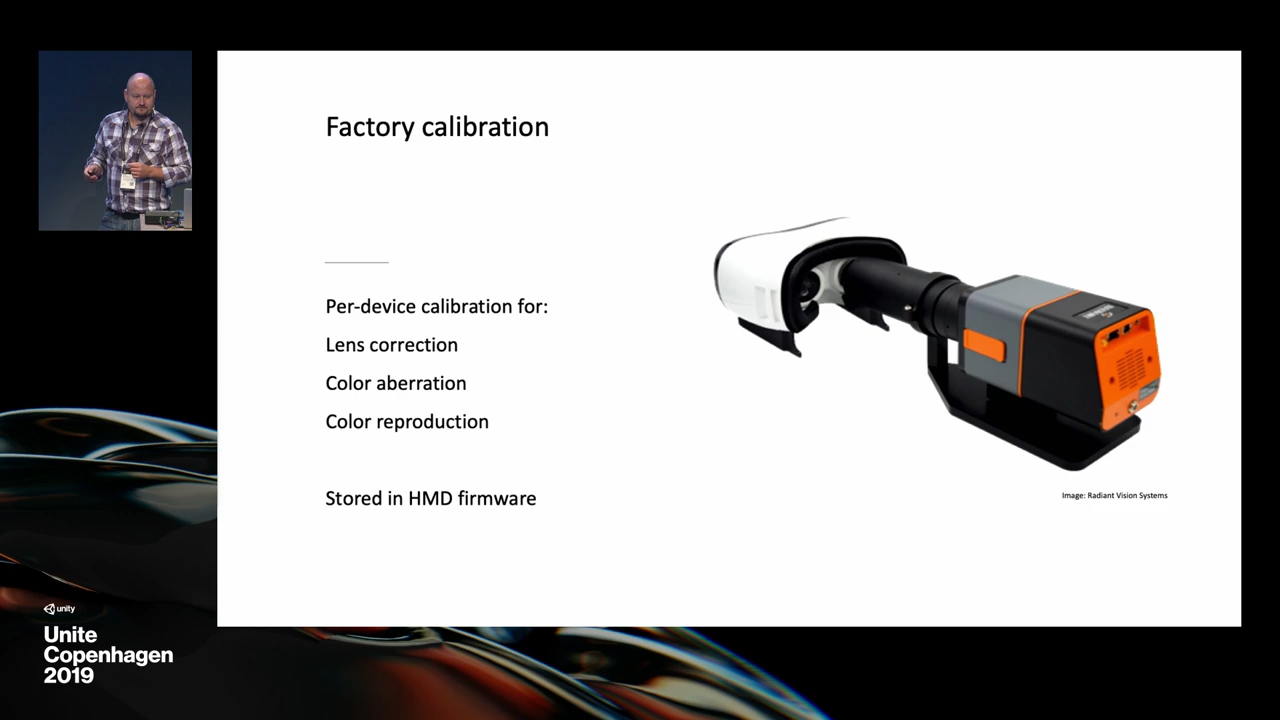 Factory calibration
Per-device calibration for:
Lens correction
Color aberration
Color reproduction
Stored in HMD firmware
Image: Radiant Vision Systems
unity
Unite
Copenhagen
2019